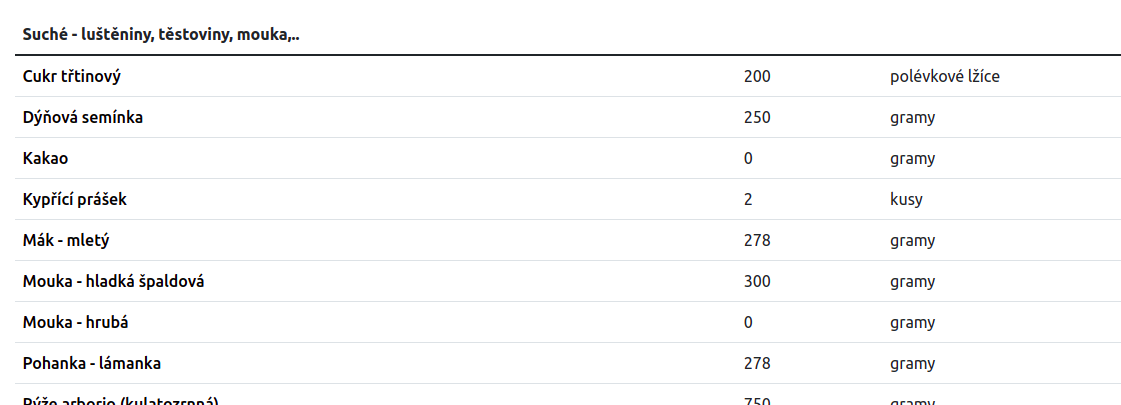 Suché - luštěniny, těstoviny, mouka,..
Cukr třtinový 200 polévkové lžíce
Dýňová semínka 250 gramy
Kakao 0 gramy
Kypřící prášek 2 kusy
Mák - mletý 278 gramy
Mouka - hladká špaldová 300 gramy
Mouka - hrubá 0 gramy
Pohanka - lámanka 278 gramy
Rýže arborio (kulatozrnná) 750 gramy